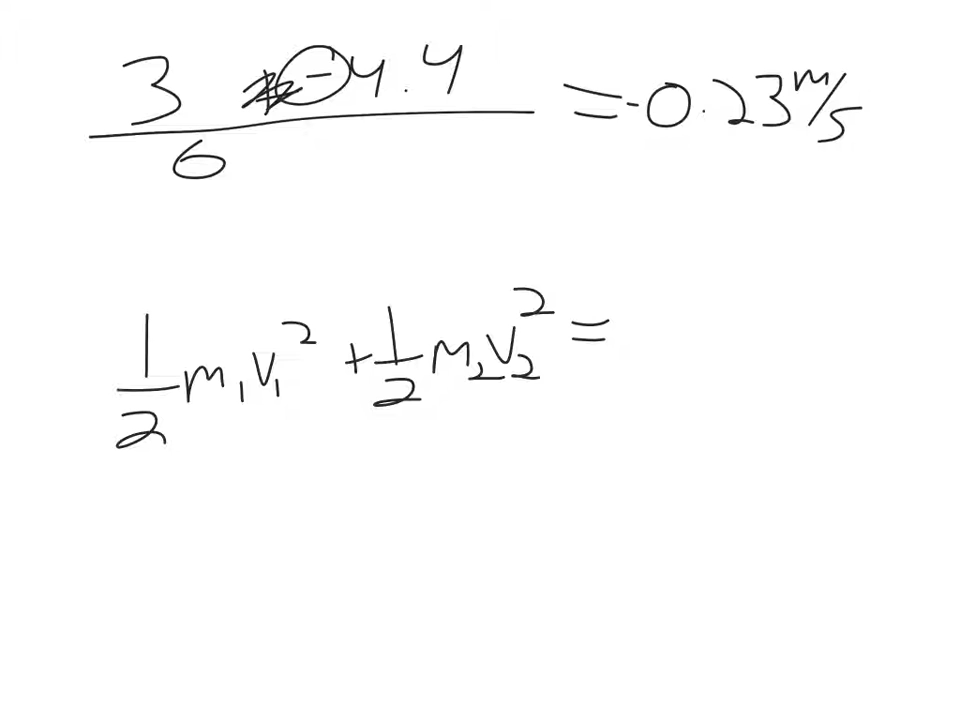 3 -4.4 = -0.23 m/s
6
1/2 m₁v₁² + 1/2 m₂v₂² =